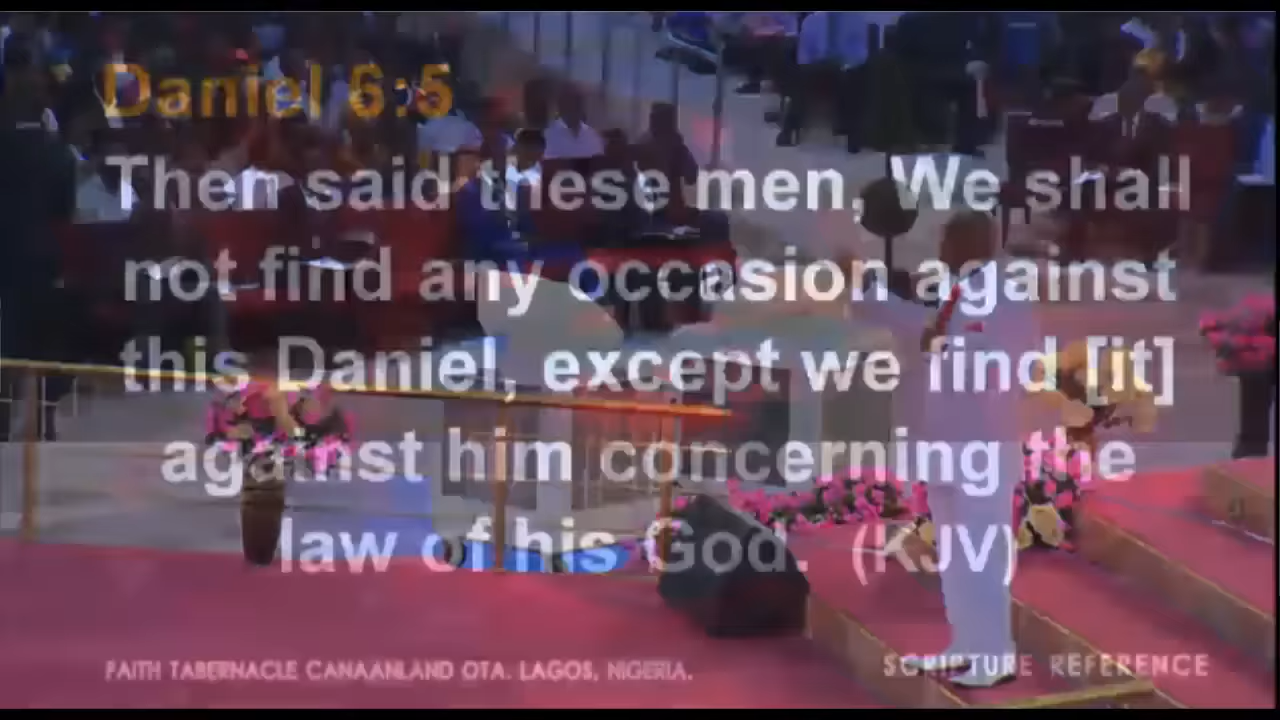 Daniel 6:5
Then said these men, We shall
not find any occasion against
this Daniel, except we find [it]
against him concerning the
law of his God. (KJV)
FAITH TABERNACLE CANAANLAND OTA. LAGOS, NIGERIA.
SCRIPTURE REFERENCE